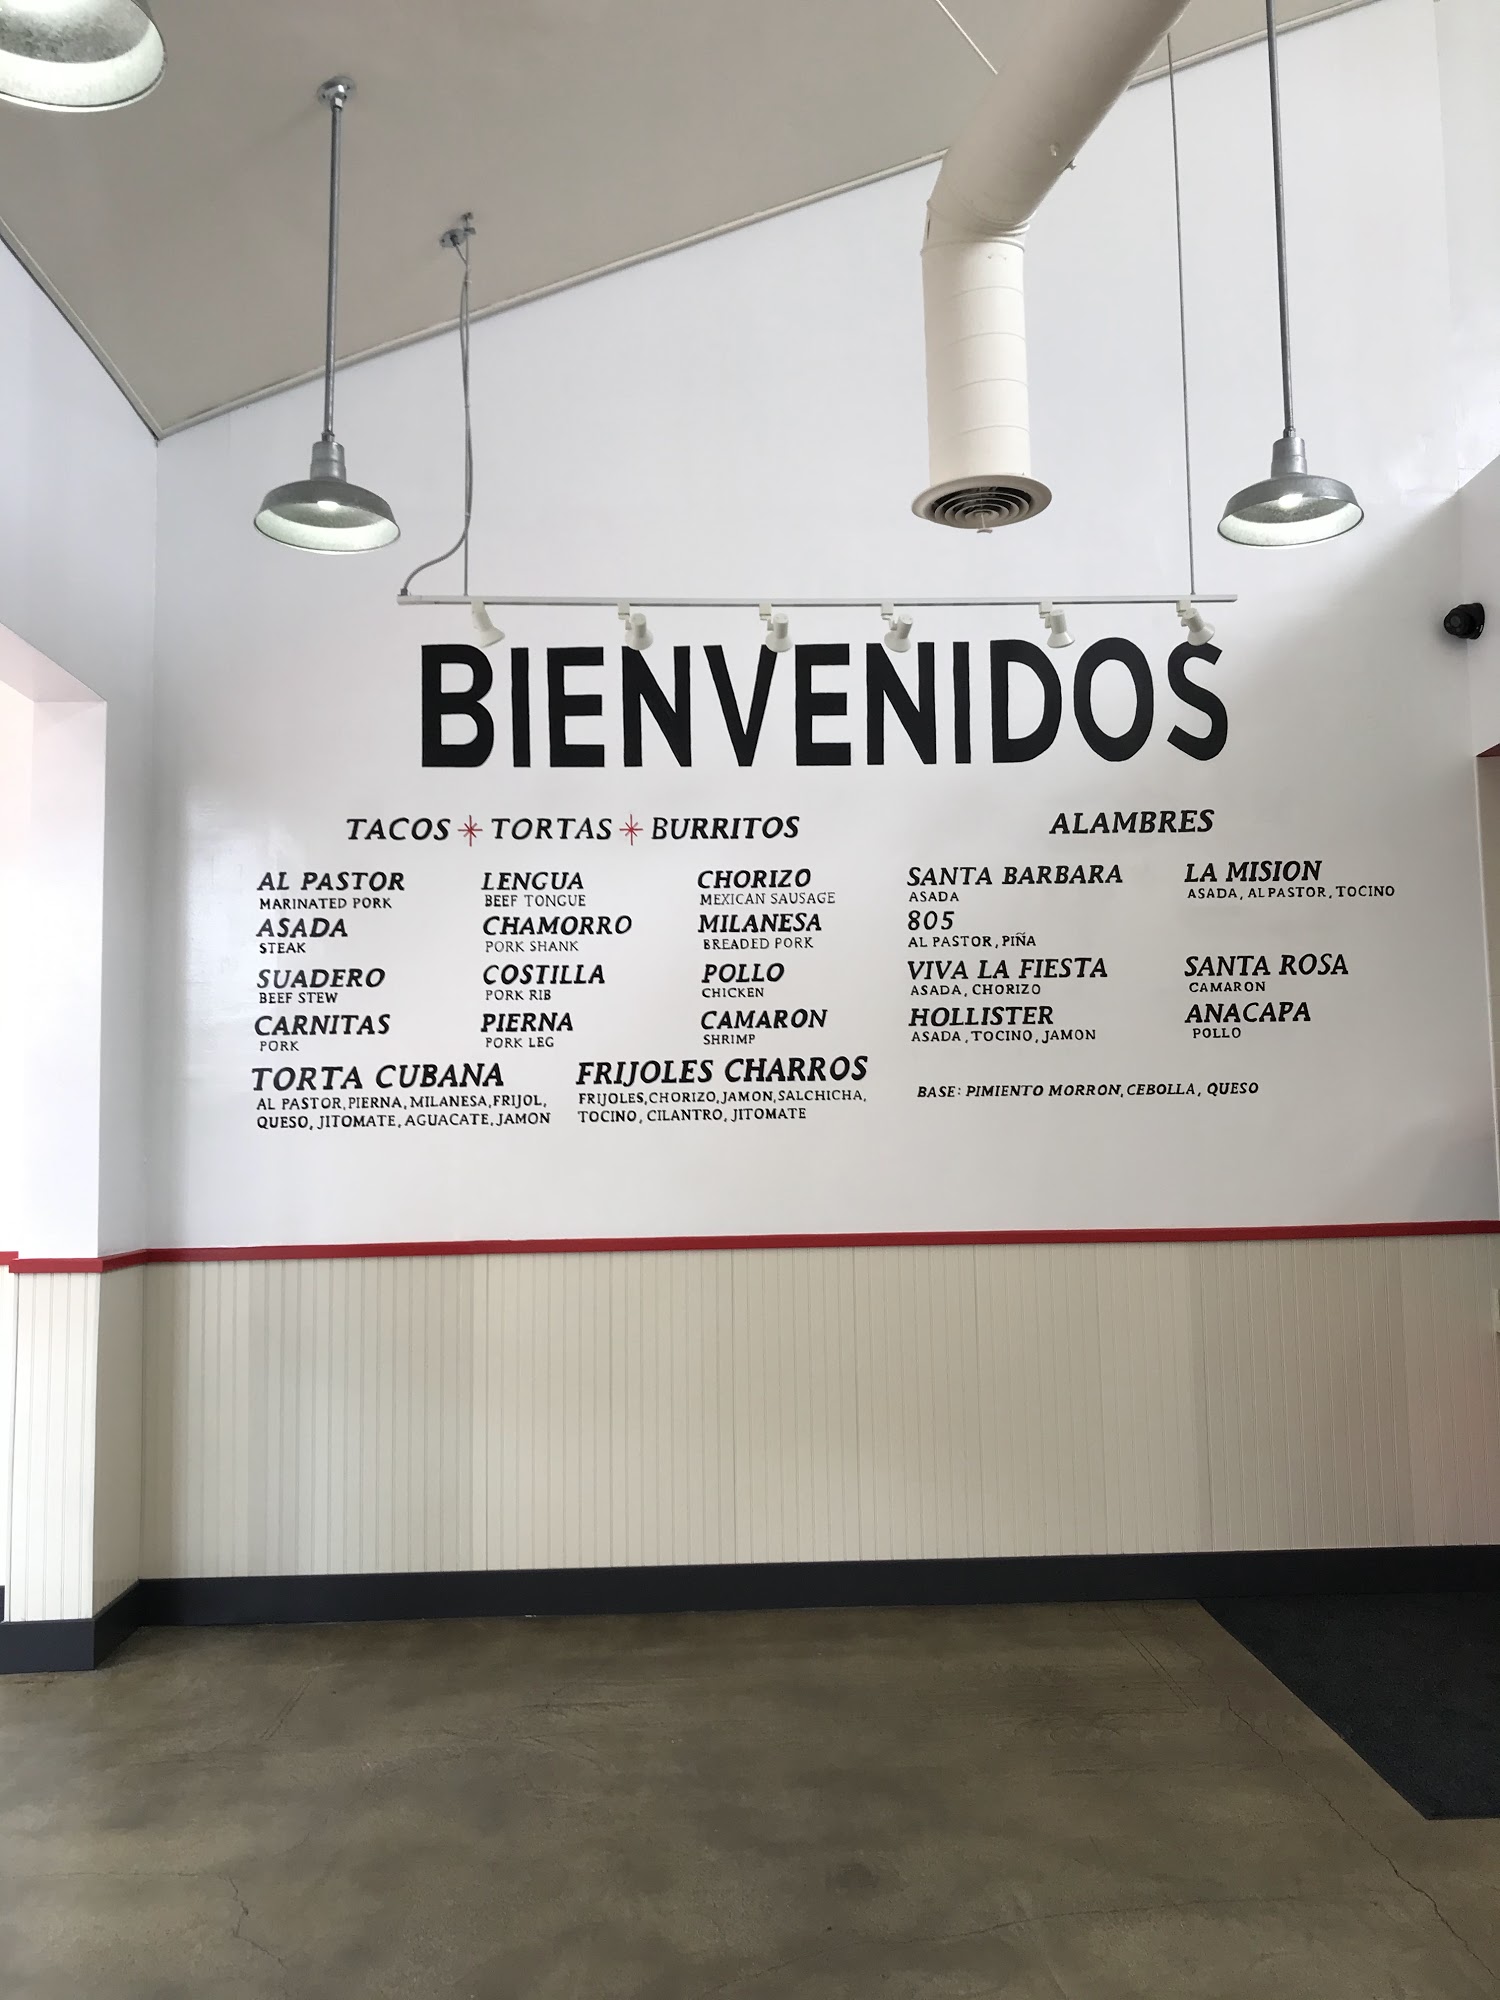 BIENVENIDOS
TACOS TORTAS BURRITOS
AL PASTOR
MARINATED PORK
ASADA
STEAK
SUADERO
BEEF STEW
CARNITAS
PORK
LENGUA
BEEF TONGUE
CHAMORRO
PORK SHANK
COSTILLA
PORK RIB
PIERNA
PORK LEG
CHORIZO
MEXICAN SAUSAGE
MILANESA
BREADED PORK
POLLO
CHICKEN
CAMARON
SHRIMP
TORTA CUBANA
AL PASTOR, PIERNA, MILANESA, FRIJOL,
QUESO, JITOMATE, AGUACATE, JAMON
FRIJOLES CHARROS
FRIJOLES, CHORIZO, JAMON, SALCHICHA,
TOCINO, CILANTRO, JITOMATE
ALAMBRES
SANTA BARBARA
ASADA
805
AL PASTOR, PIÑA
VIVA LA FIESTA
ASADA, CHORIZO
HOLLISTER
ASADA, TOCINO, JAMON
LA MISION
ASADA, AL PASTOR, TOCINO
SANTA ROSA
CAMARON
ANACAPA
POLLO
BASE: PIMIENTO MORRON, CEBOLLA, QUESO